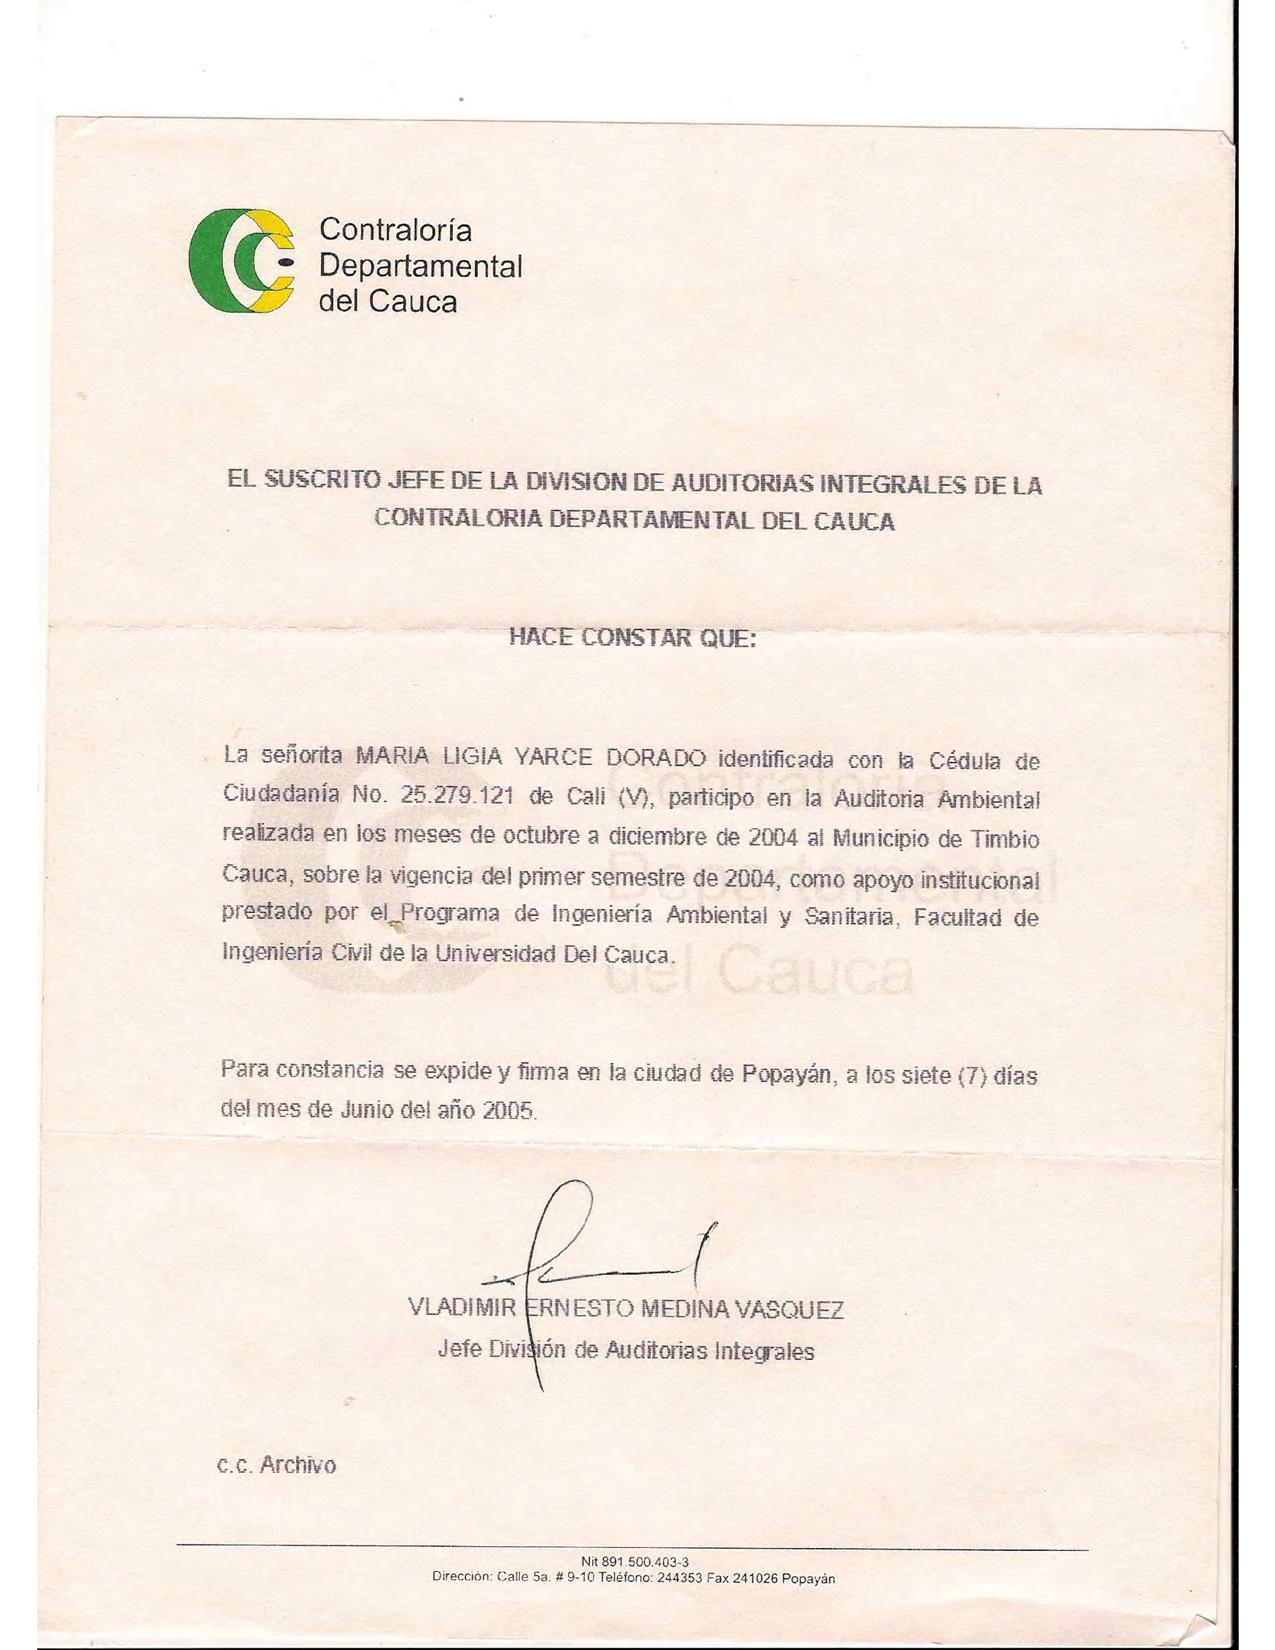 Contraloría
Departamental
del Cauca
EL SUSCRITO JEFE DE LA DIVISION DE AUDITORIAS INTEGRALES DE LA
CONTRALORIA DEPARTAMENTAL DEL CAUCA
HACE CONSTAR QUE:
La señorita MARIA LIGIA YARCE DORADO identificada con la Cédula de
Ciudadanía No. 25.279.121 de Cali (V), participo en la Auditoria Ambiental
realizada en los meses de octubre a diciembre de 2004 al Municipio de Timbio
Cauca, sobre la vigencia del primer semestre de 2004, como apoyo institucional
prestado por el Programa de Ingeniería Ambiental y Sanitaria, Facultad de
Ingeniería Civil de la Universidad Del Cauca.
Contraloría
Departamental
del Cauca
Para constancia se expide y firma en la ciudad de Popayán, a los siete (7) días
del mes de Junio del año 2005.
VLADIMIR ERNESTO MEDINA VASQUEZ
Jefe División de Auditorias Integrales
c.c. Archivo
Nit 891.500.403-3
Dirección: Calle 5a. # 9-10 Teléfono: 244353 Fax 241026 Popayán